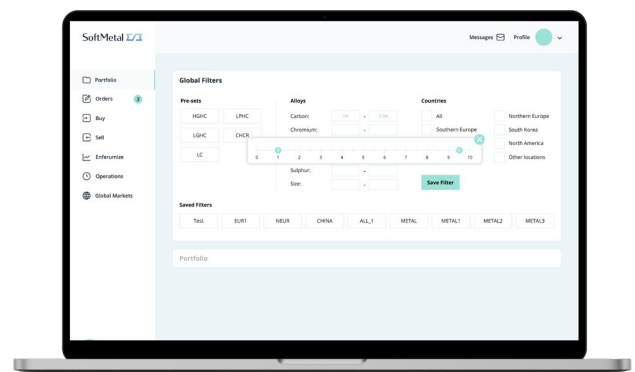 SoftMetal
Messages
Profile
Portfolio
Orders
3
Buy
Sell
Enferumize
Operations
Global Markets
Global Filters
Pre-sets
HGHC
LPHC
LGHC
CHCR
LC
Alloys
Carbon:
-
Chromium:
-
0 1 2 3 4 5 6 7 8 9 10
Sulphur:
-
Size:
-
Countries
All
Northern Europe
Southern Europe
South Korea
North America
Other locations
Save Filter
Saved Filters
Test
EUR1
NEUR
CHINA
ALL_1
METAL
METAL1
METAL2
METAL3
Portfolio